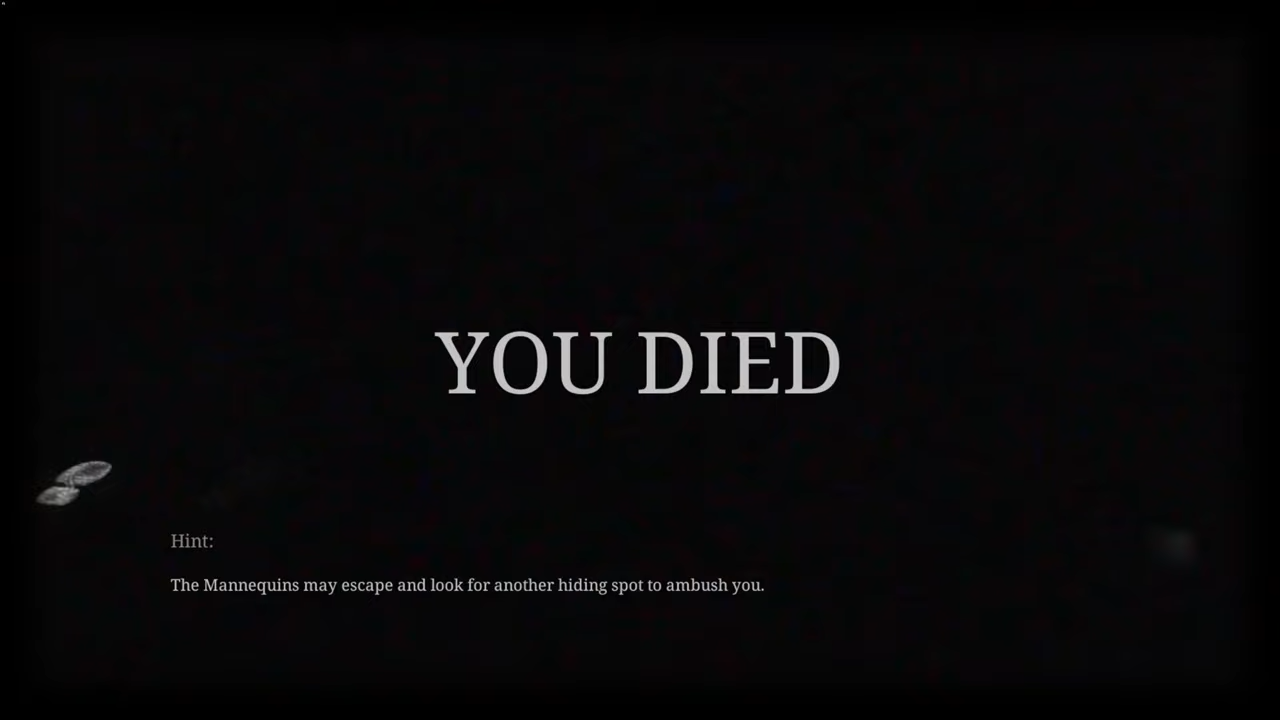 YOU DIED
Hint:
The Mannequins may escape and look for another hiding spot to ambush you.